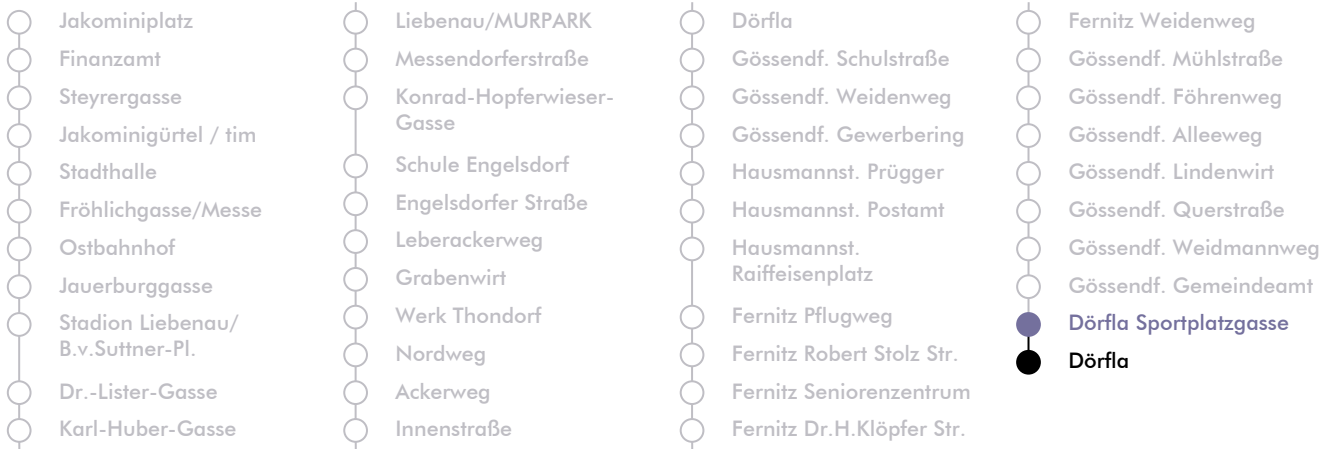 Jakominiplatz
Finanzamt
Steyrergasse
Jakominigürtel / tim
Stadthalle
Fröhlichgasse/Messe
Ostbahnhof
Jauerburggasse
Stadion Liebenau/
B.v.Suttner-Pl.
Dr.-Lister-Gasse
Karl-Huber-Gasse
Liebenau/MURPARK
Messendorferstraße
Konrad-Hopferwieser-
Gasse
Schule Engelsdorf
Engelsdorfer Straße
Leberackerweg
Grabenwirt
Werk Thondorf
Nordweg
Ackerweg
Innenstraße
Dörfla
Gössendf. Schulstraße
Gössendf. Weidenweg
Gössendf. Gewerbering
Hausmannst. Prügger
Hausmannst. Postamt
Hausmannst.
Raiffeisenplatz
Fernitz Pflugweg
Fernitz Robert Stolz Str.
Fernitz Seniorenzentrum
Fernitz Dr.H.Klöpfer Str.
Fernitz Weidenweg
Gössendf. Mühlstraße
Gössendf. Föhrenweg
Gössendf. Alleeweg
Gössendf. Lindenwirt
Gössendf. Querstraße
Gössendf. Weidmannweg
Gössendf. Gemeindeamt
Dörfla Sportplatzgasse
Dörfla